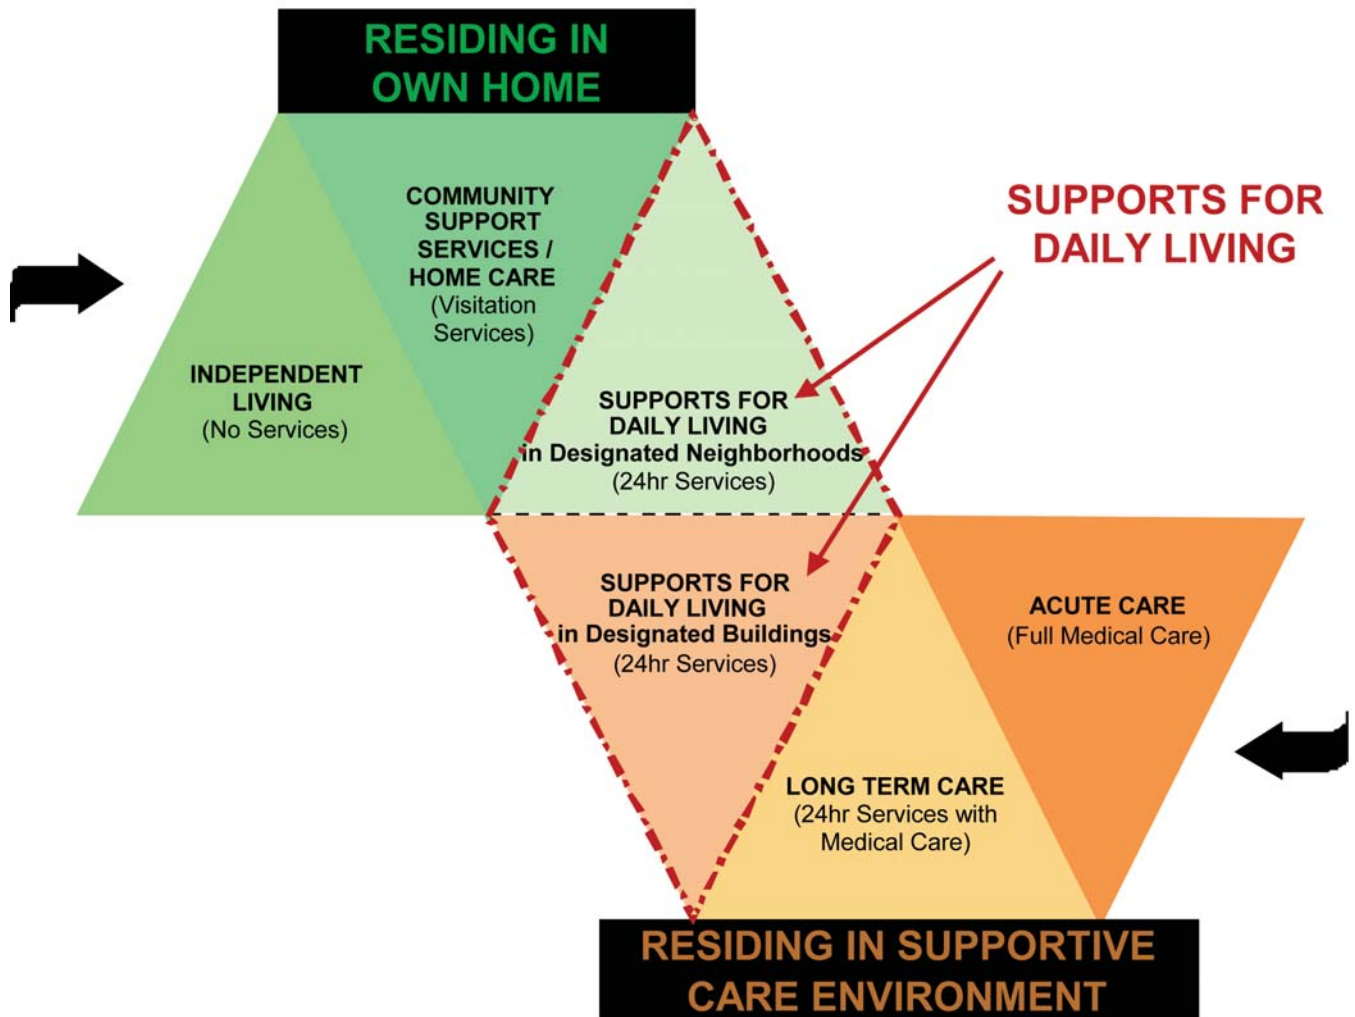 RESIDING IN
OWN HOME
COMMUNITY
SUPPORT
SERVICES /
HOME CARE
(Visitation
Services)
INDEPENDENT
LIVING
(No Services)
SUPPORTS FOR
DAILY LIVING
SUPPORTS FOR
DAILY LIVING
in Designated Neighborhoods
(24hr Services)
SUPPORTS FOR
DAILY LIVING
in Designated Buildings
(24hr Services)
ACUTE CARE
(Full Medical Care)
LONG TERM CARE
(24hr Services with
Medical Care)
RESIDING IN SUPPORTIVE
CARE ENVIRONMENT